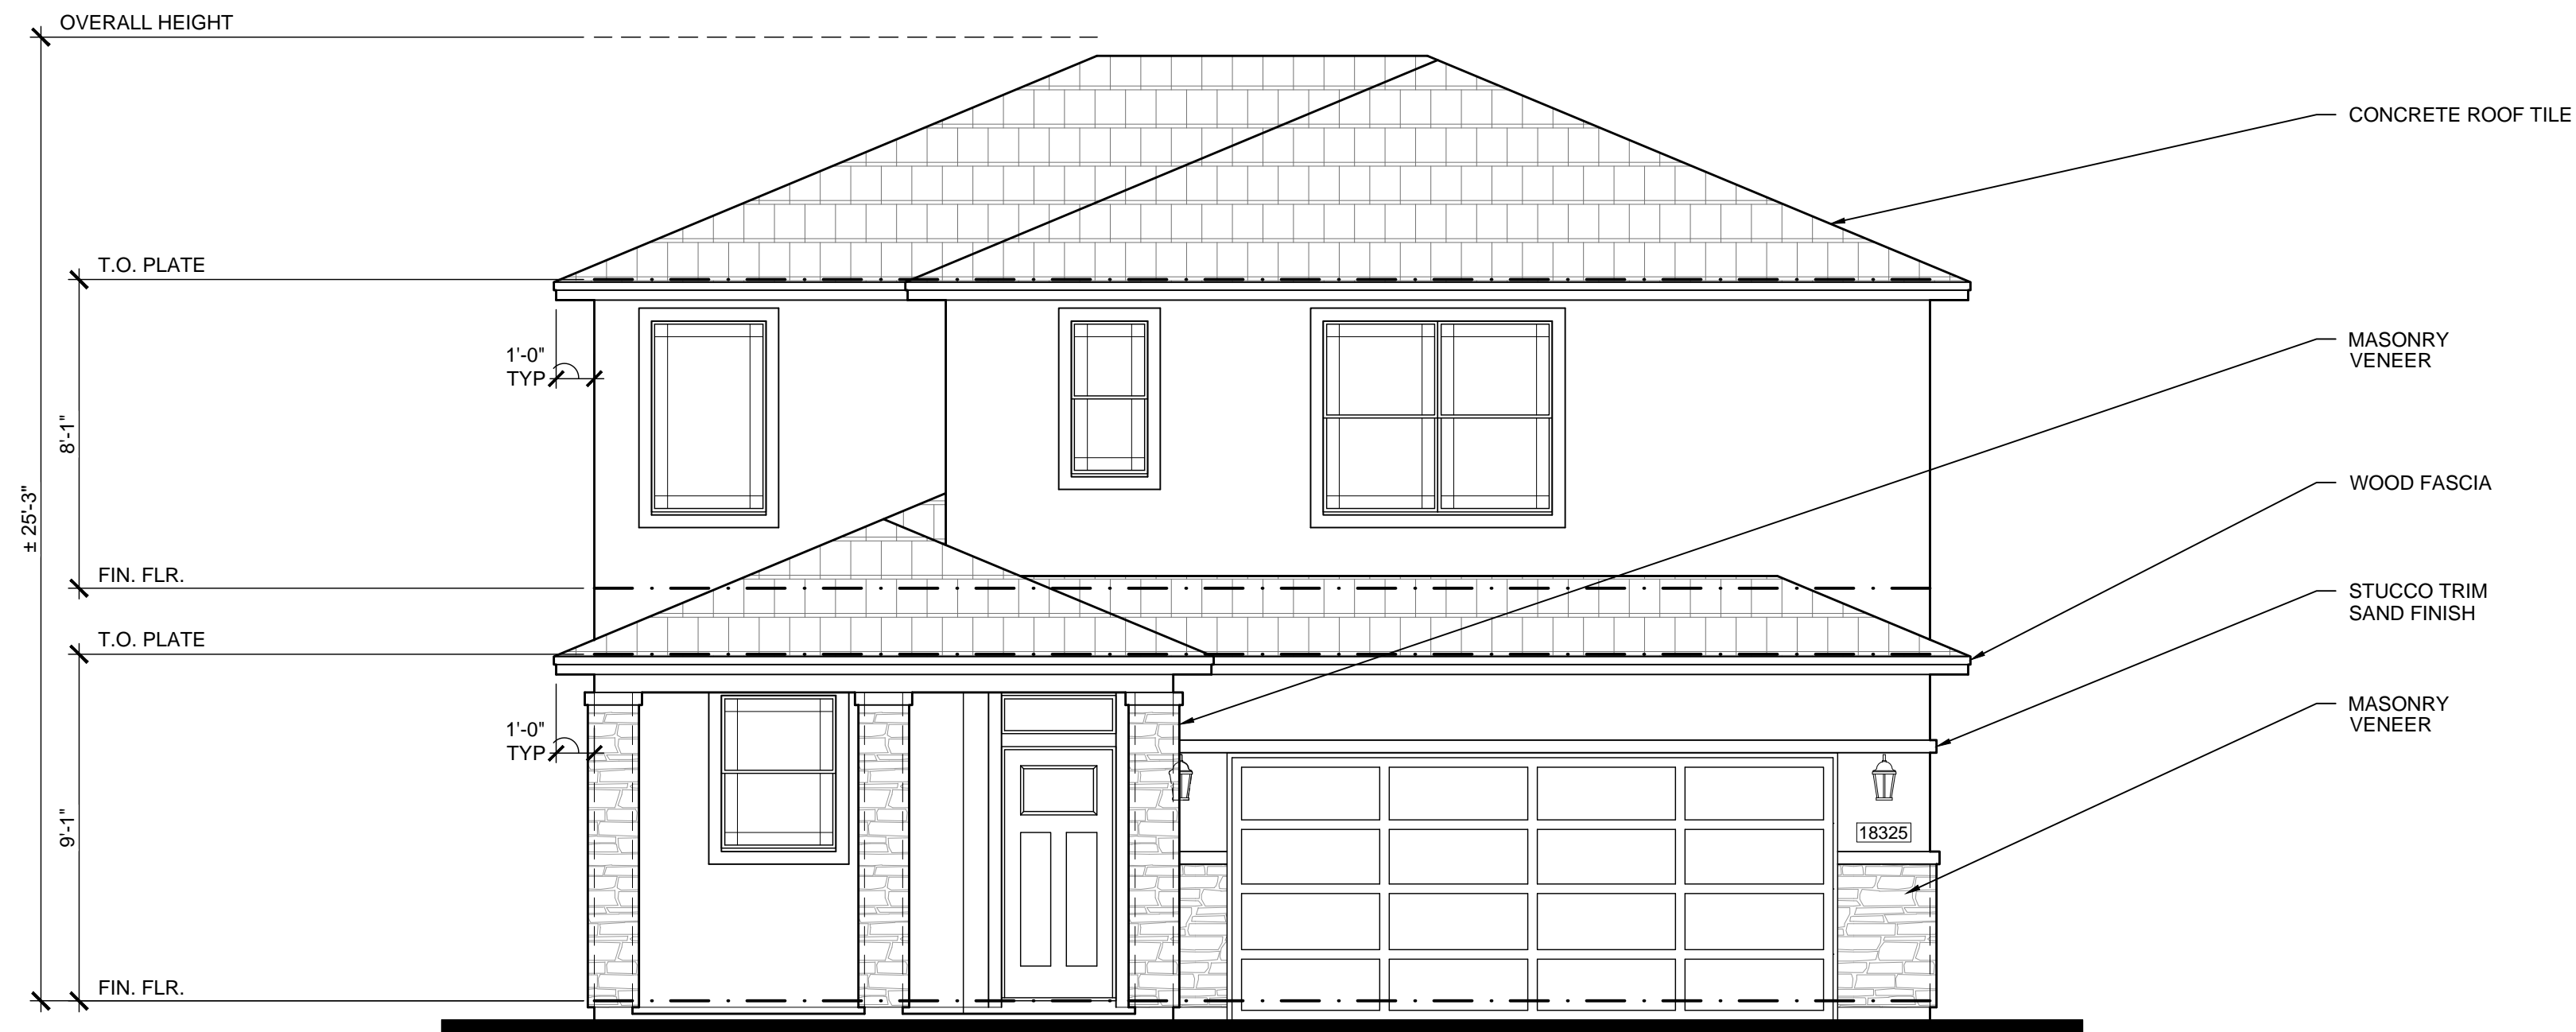 OVERALL HEIGHT
CONCRETE ROOF TILE
T.O. PLATE
MASONRY
VENEER
1'-0"
TYP
8'-1"
± 25'-3"
WOOD FASCIA
FIN. FLR.
STUCCO TRIM
SAND FINISH
T.O. PLATE
MASONRY
VENEER
1'-0"
TYP
9'-1"
18325
FIN. FLR.